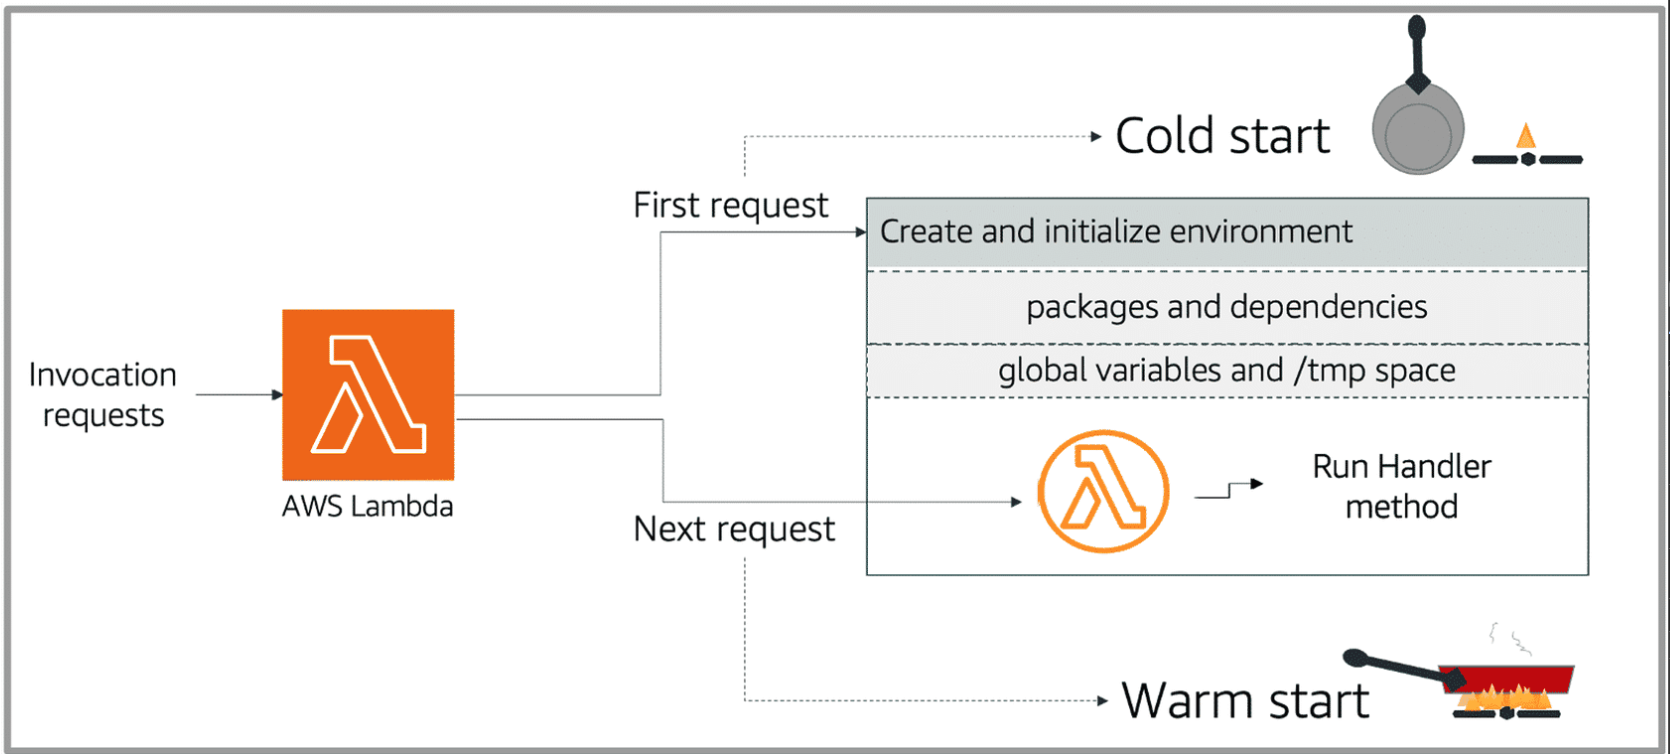 Cold start
First request
Create and initialize environment
packages and dependencies
global variables and /tmp space
Invocation
requests
AWS Lambda
Run Handler
method
Next request
Warm start